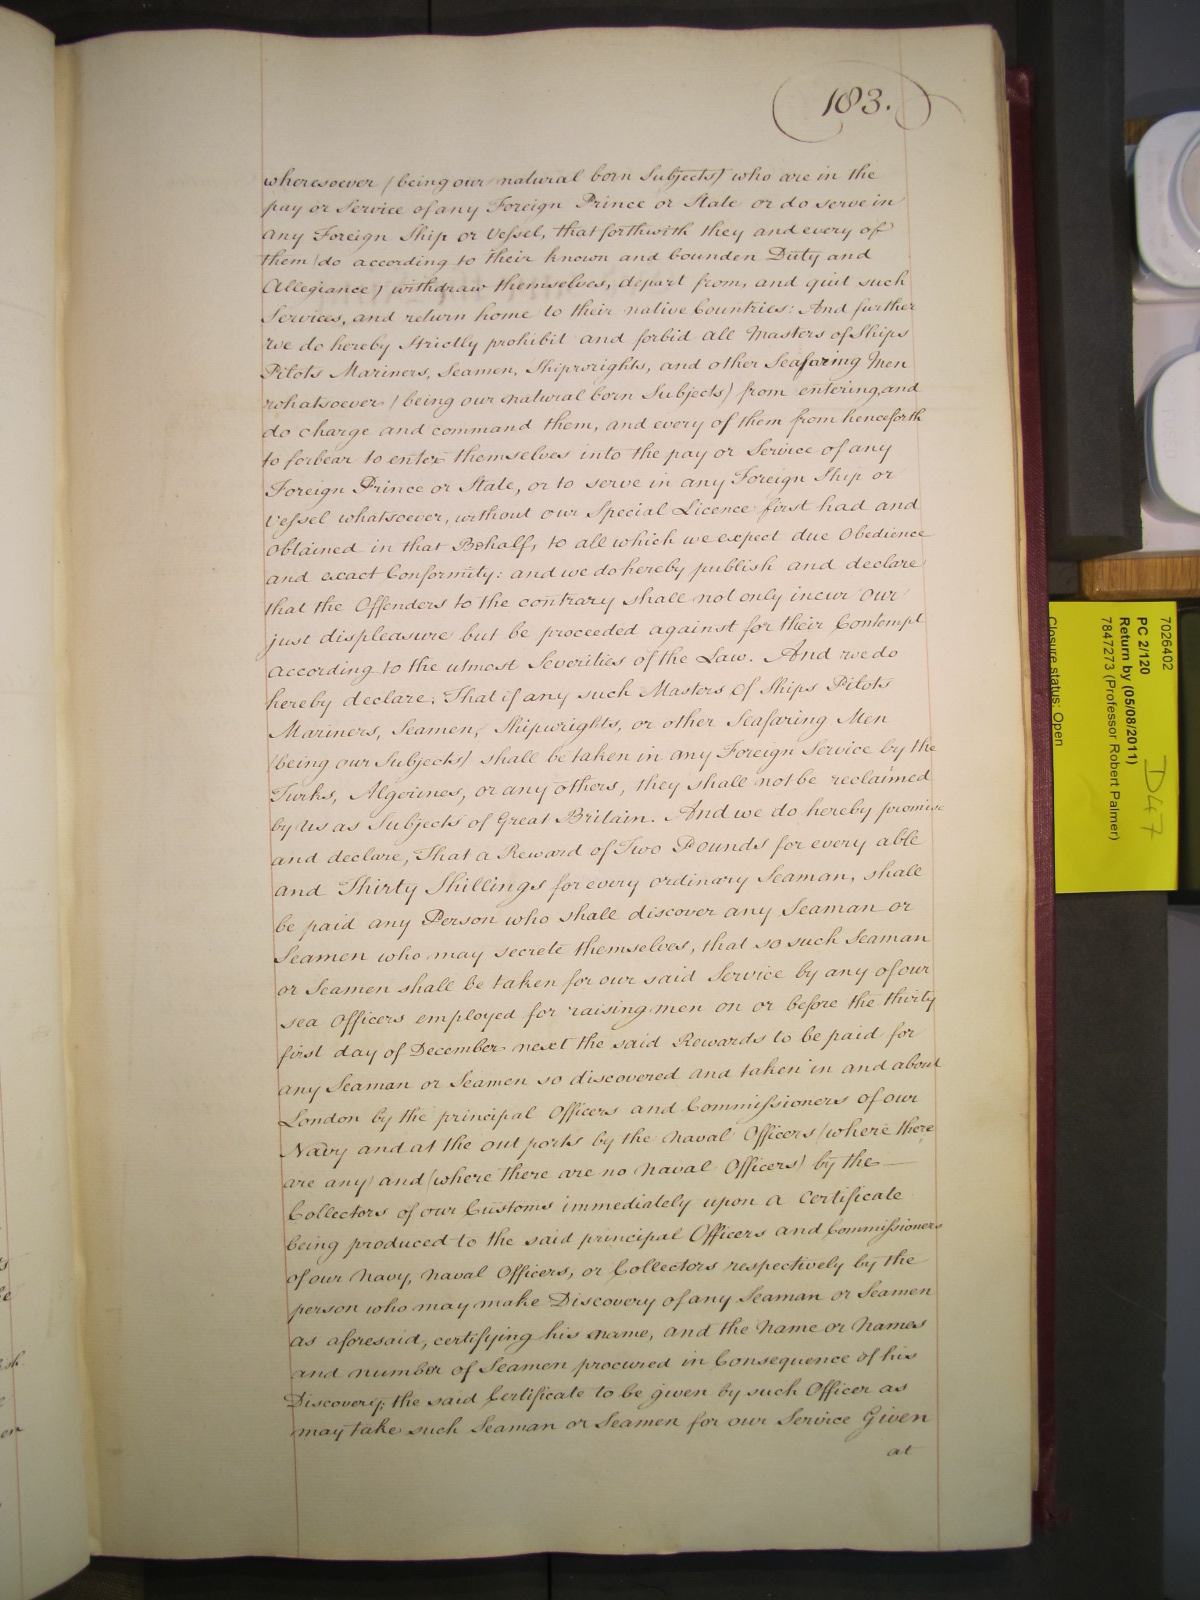 183.
wheresoever (being our natural born Subjects) who are in the
pay or Service of any Foreign Prince or State or do serve in
any Foreign Ship or Vessel, that forthwith they and every of
them (do according to their known and bounden Duty and
Allegiance) withdraw themselves, depart from, and quit such
Services, and return home to their native Countries: And further
we do hereby strictly prohibit and forbid all Masters of Ships
Pilots Mariners, Seamen, Shipwrights, and other Seafaring Men
whatsoever (being our natural born Subjects) from entering, and
do charge and command them, and every of them from henceforth
to forbear to enter themselves into the pay or Service of any
Foreign Prince or State, or to serve in any Foreign Ship or
Vessel whatsoever, without our Special Licence first had and
obtained in that Behalf, to all which we expect due Obedience
and exact Conformity: and we do hereby publish and declare
that the Offenders to the contrary shall not only incur our
just displeasure but be proceeded against for their Contempt
according to the utmost Severities of the Law. And we do
hereby declare, That if any such Masters of Ships Pilots
Mariners, Seamen, Shipwrights, or other Seafaring Men
(being our Subjects) shall be taken in any Foreign Service by the
Turks, Algerines, or any others, they shall not be reclaimed
by us as Subjects of Great Britain. And we do hereby promise
and declare, That a Reward of Two Pounds for every able
and Thirty Shillings for every ordinary Seaman, shall
be paid any Person who shall discover any Seaman or
Seamen who may secrete themselves, that so such Seaman
or Seamen shall be taken for our said Service by any of our
sea Officers employed for raising men on or before the thirty
first day of December next the said Rewards to be paid for
any Seaman or Seamen so discovered and taken in and about
London by the principal Officers and Commissioners of our
Navy and at the out ports by the Naval Officers (where there
are any) and (where there are no Naval Officers) by the —
Collectors of our Customs immediately upon a Certificate
being produced to the said principal Officers and Commissioners
of our Navy, Naval Officers, or Collectors respectively by the
person who may make Discovery of any Seaman or Seamen
as aforesaid, certifying his name, and the Name or Names
and number of Seamen procured in Consequence of his
Discovery; the said Certificate to be given by such Officer as
may take such Seaman or Seamen for our Service Given
at
7026402
PC 2/120
Return by (05/08/2011)
7847273 (Professor Robert Palmer)
Closure status: Open
D47